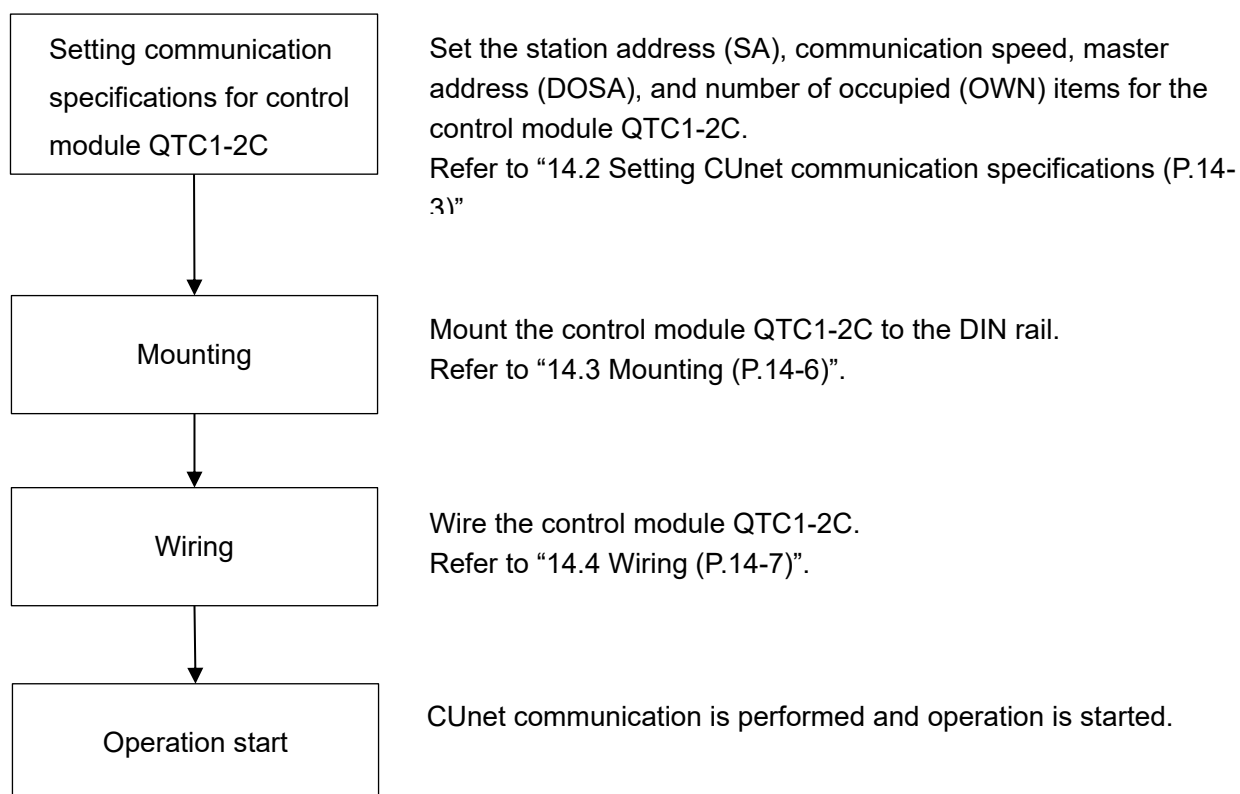 Setting communication
specifications for control
module QTC1-2C
Set the station address (SA), communication speed, master
address (DOSA), and number of occupied (OWN) items for the
control module QTC1-2C.
Refer to “14.2 Setting CUnet communication specifications (P.14-
3)”
Mounting
Mount the control module QTC1-2C to the DIN rail.
Refer to “14.3 Mounting (P.14-6)”.
Wiring
Wire the control module QTC1-2C.
Refer to “14.4 Wiring (P.14-7)”.
Operation start
CUnet communication is performed and operation is started.